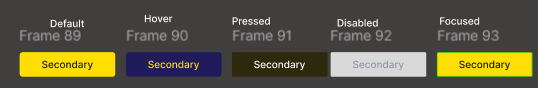 Default Hover Pressed Disabled Focused
Frame 89 Frame 90 Frame 91 Frame 92 Frame 93
Secondary Secondary Secondary Secondary Secondary